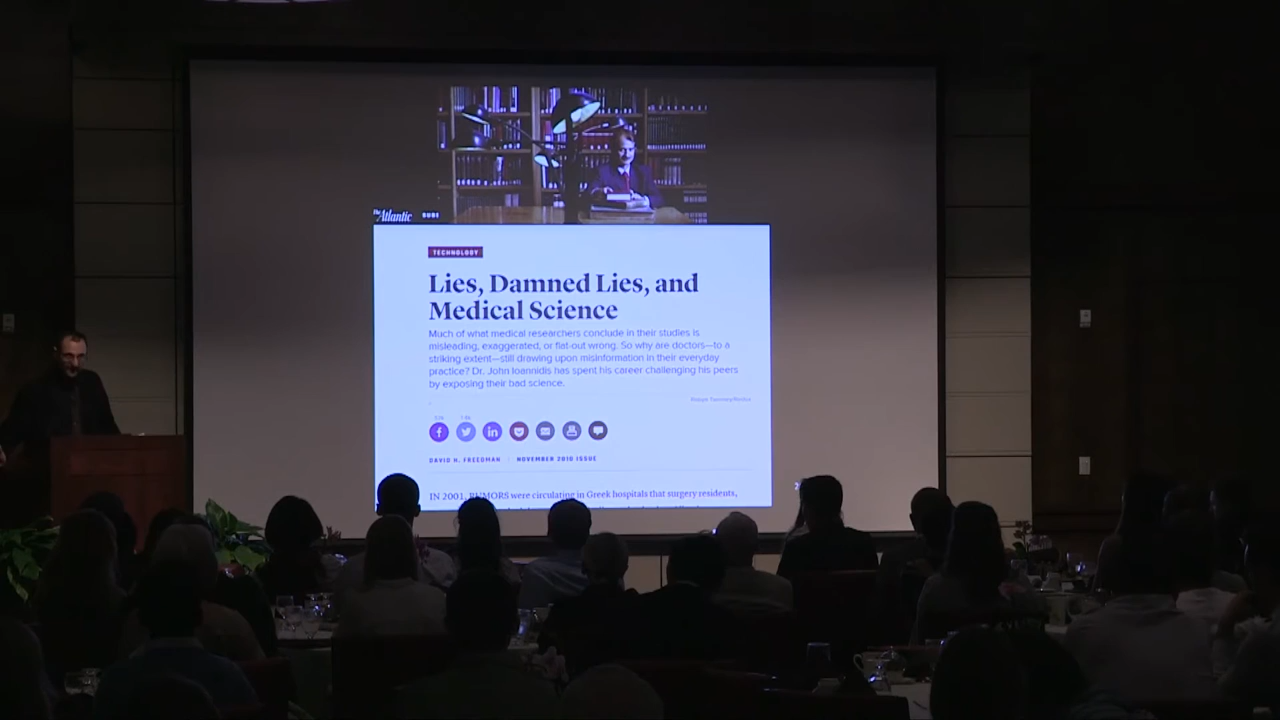 The Atlantic SUBS
TECHNOLOGY
Lies, Damned Lies, and
Medical Science
Much of what medical researchers conclude in their studies is
misleading, exaggerated, or flat-out wrong. So why are doctors—to a
striking extent—still drawing upon misinformation in their everyday
practice? Dr. John Ioannidis has spent his career challenging his peers
by exposing their bad science.
DAVID H. FREEDMAN NOVEMBER 2010 ISSUE
IN 2001, RUMORS were circulating in Greek hospitals that surgery residents,